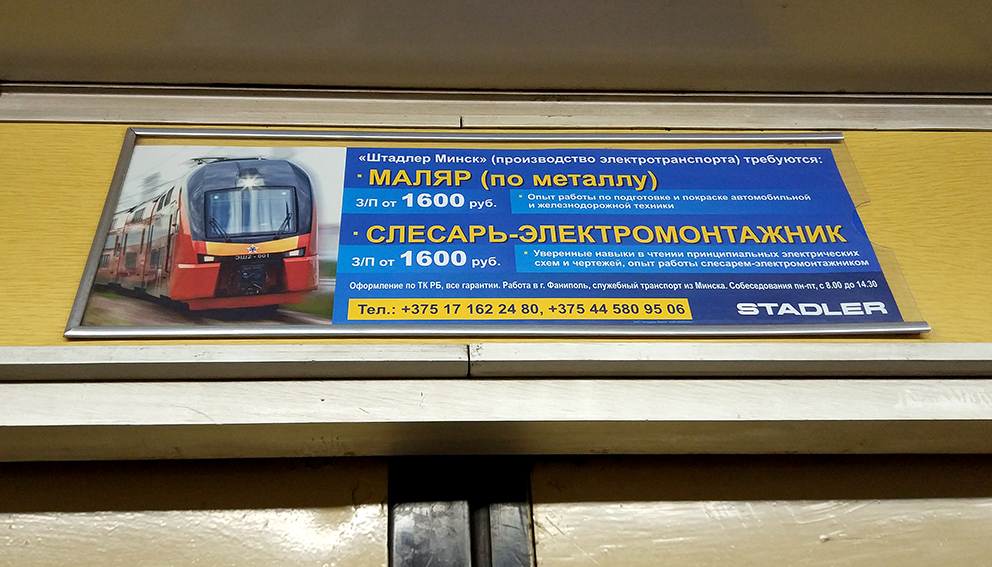 «Штадлер Минск» (производство электротранспорта) требуются:
· МАЛЯР (по металлу)
З/П от 1600 руб.
· Опыт работы по подготовке и покраске автомобильной
и железнодорожной техники
· СЛЕСАРЬ-ЭЛЕКТРОМОНТАЖНИК
З/П от 1600 руб.
· Уверенные навыки в чтении принципиальных электрических
схем и чертежей, опыт работы слесарем-электромонтажником
Оформление по ТК РБ, все гарантии. Работа в г. Фаниполь, служебный транспорт из Минска. Собеседования пн-пт, с 8.00 до 14.30
Тел.: +375 17 162 24 80, +375 44 580 95 06
STADLER
ЭШ2 - 001